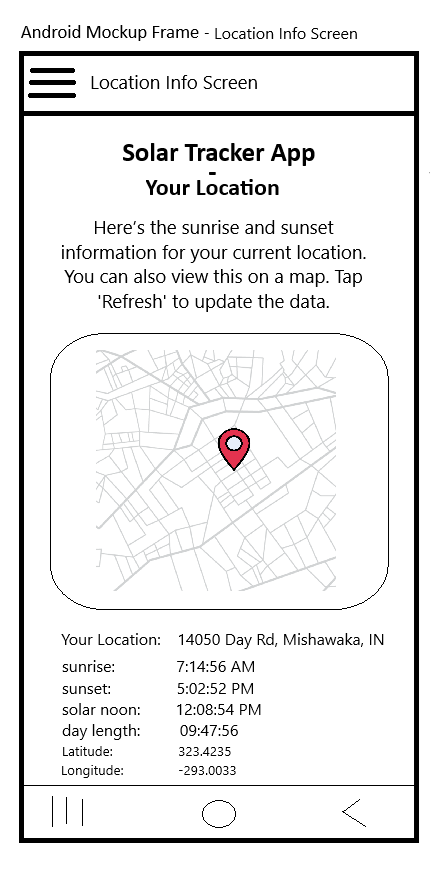 Android Mockup Frame - Location Info Screen
Location Info Screen
Solar Tracker App
-
Your Location
Here's the sunrise and sunset
information for your current location.
You can also view this on a map. Tap
'Refresh' to update the data.
Your Location: 14050 Day Rd, Mishawaka, IN
sunrise: 7:14:56 AM
sunset: 5:02:52 PM
solar noon: 12:08:54 PM
day length: 09:47:56
Latitude: 323.4235
Longitude: -293.0033